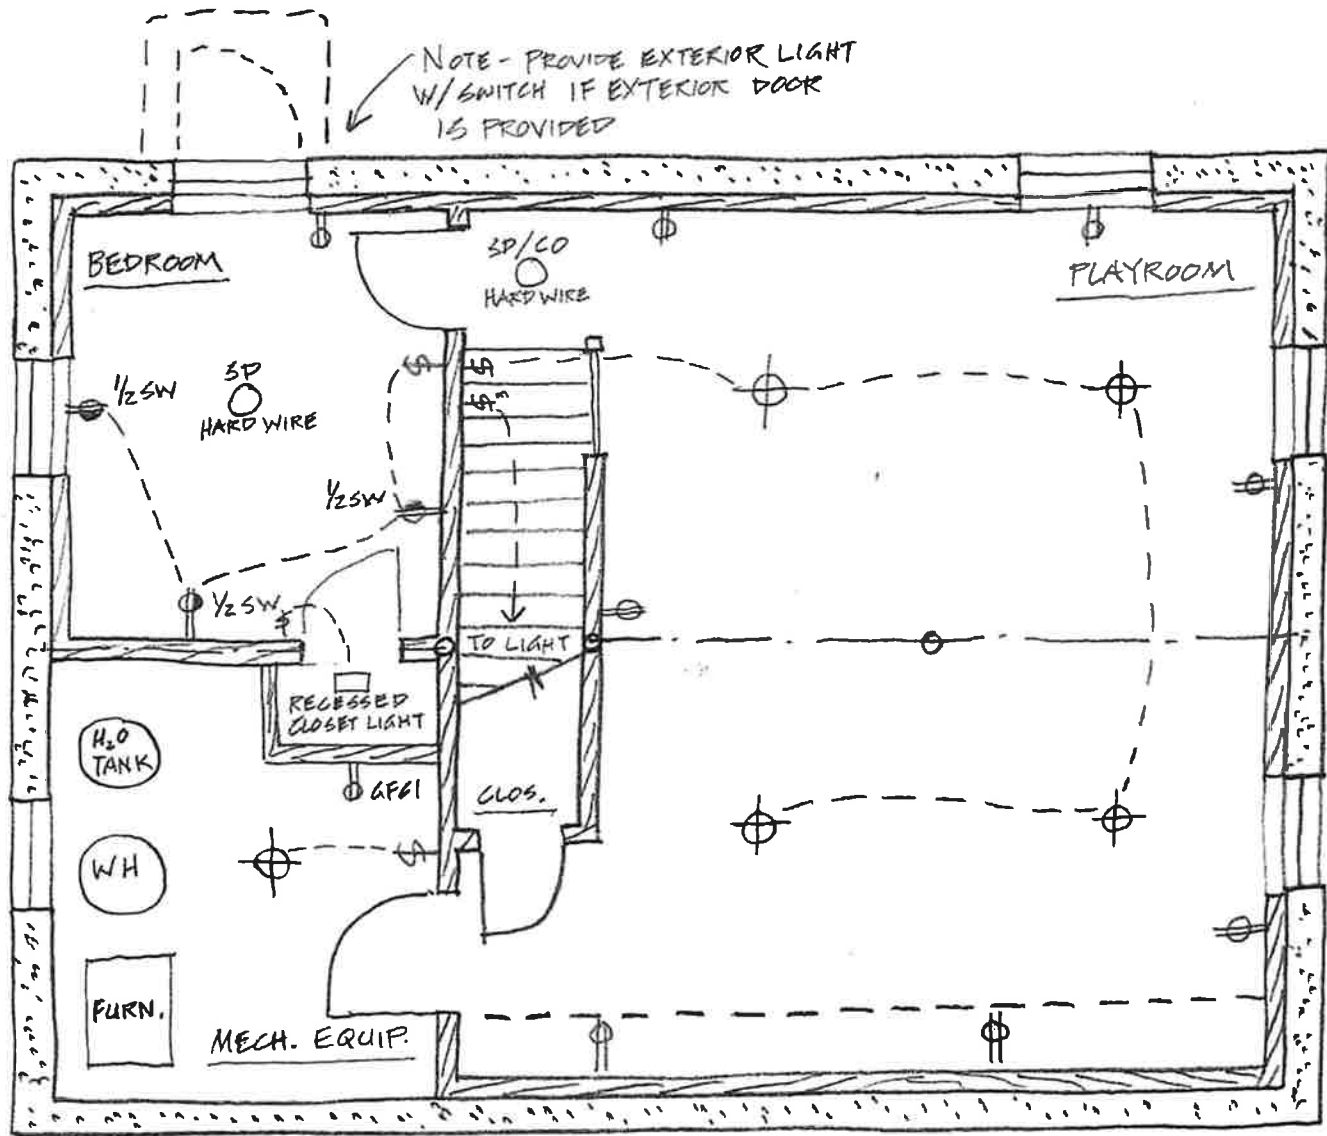 NOTE - PROVIDE EXTERIOR LIGHT
W/ SWITCH IF EXTERIOR DOOR
IS PROVIDED
BEDROOM
SD/CO
HARD WIRE
PLAYROOM
$
$
1/2 SW
SD
HARD WIRE
$3
1/2 SW
1/2 SW
$
TO LIGHT
RECESSED
CLOSET LIGHT
H2O
TANK
GFCI
CLOS.
WH
$
FURN.
MECH. EQUIP.